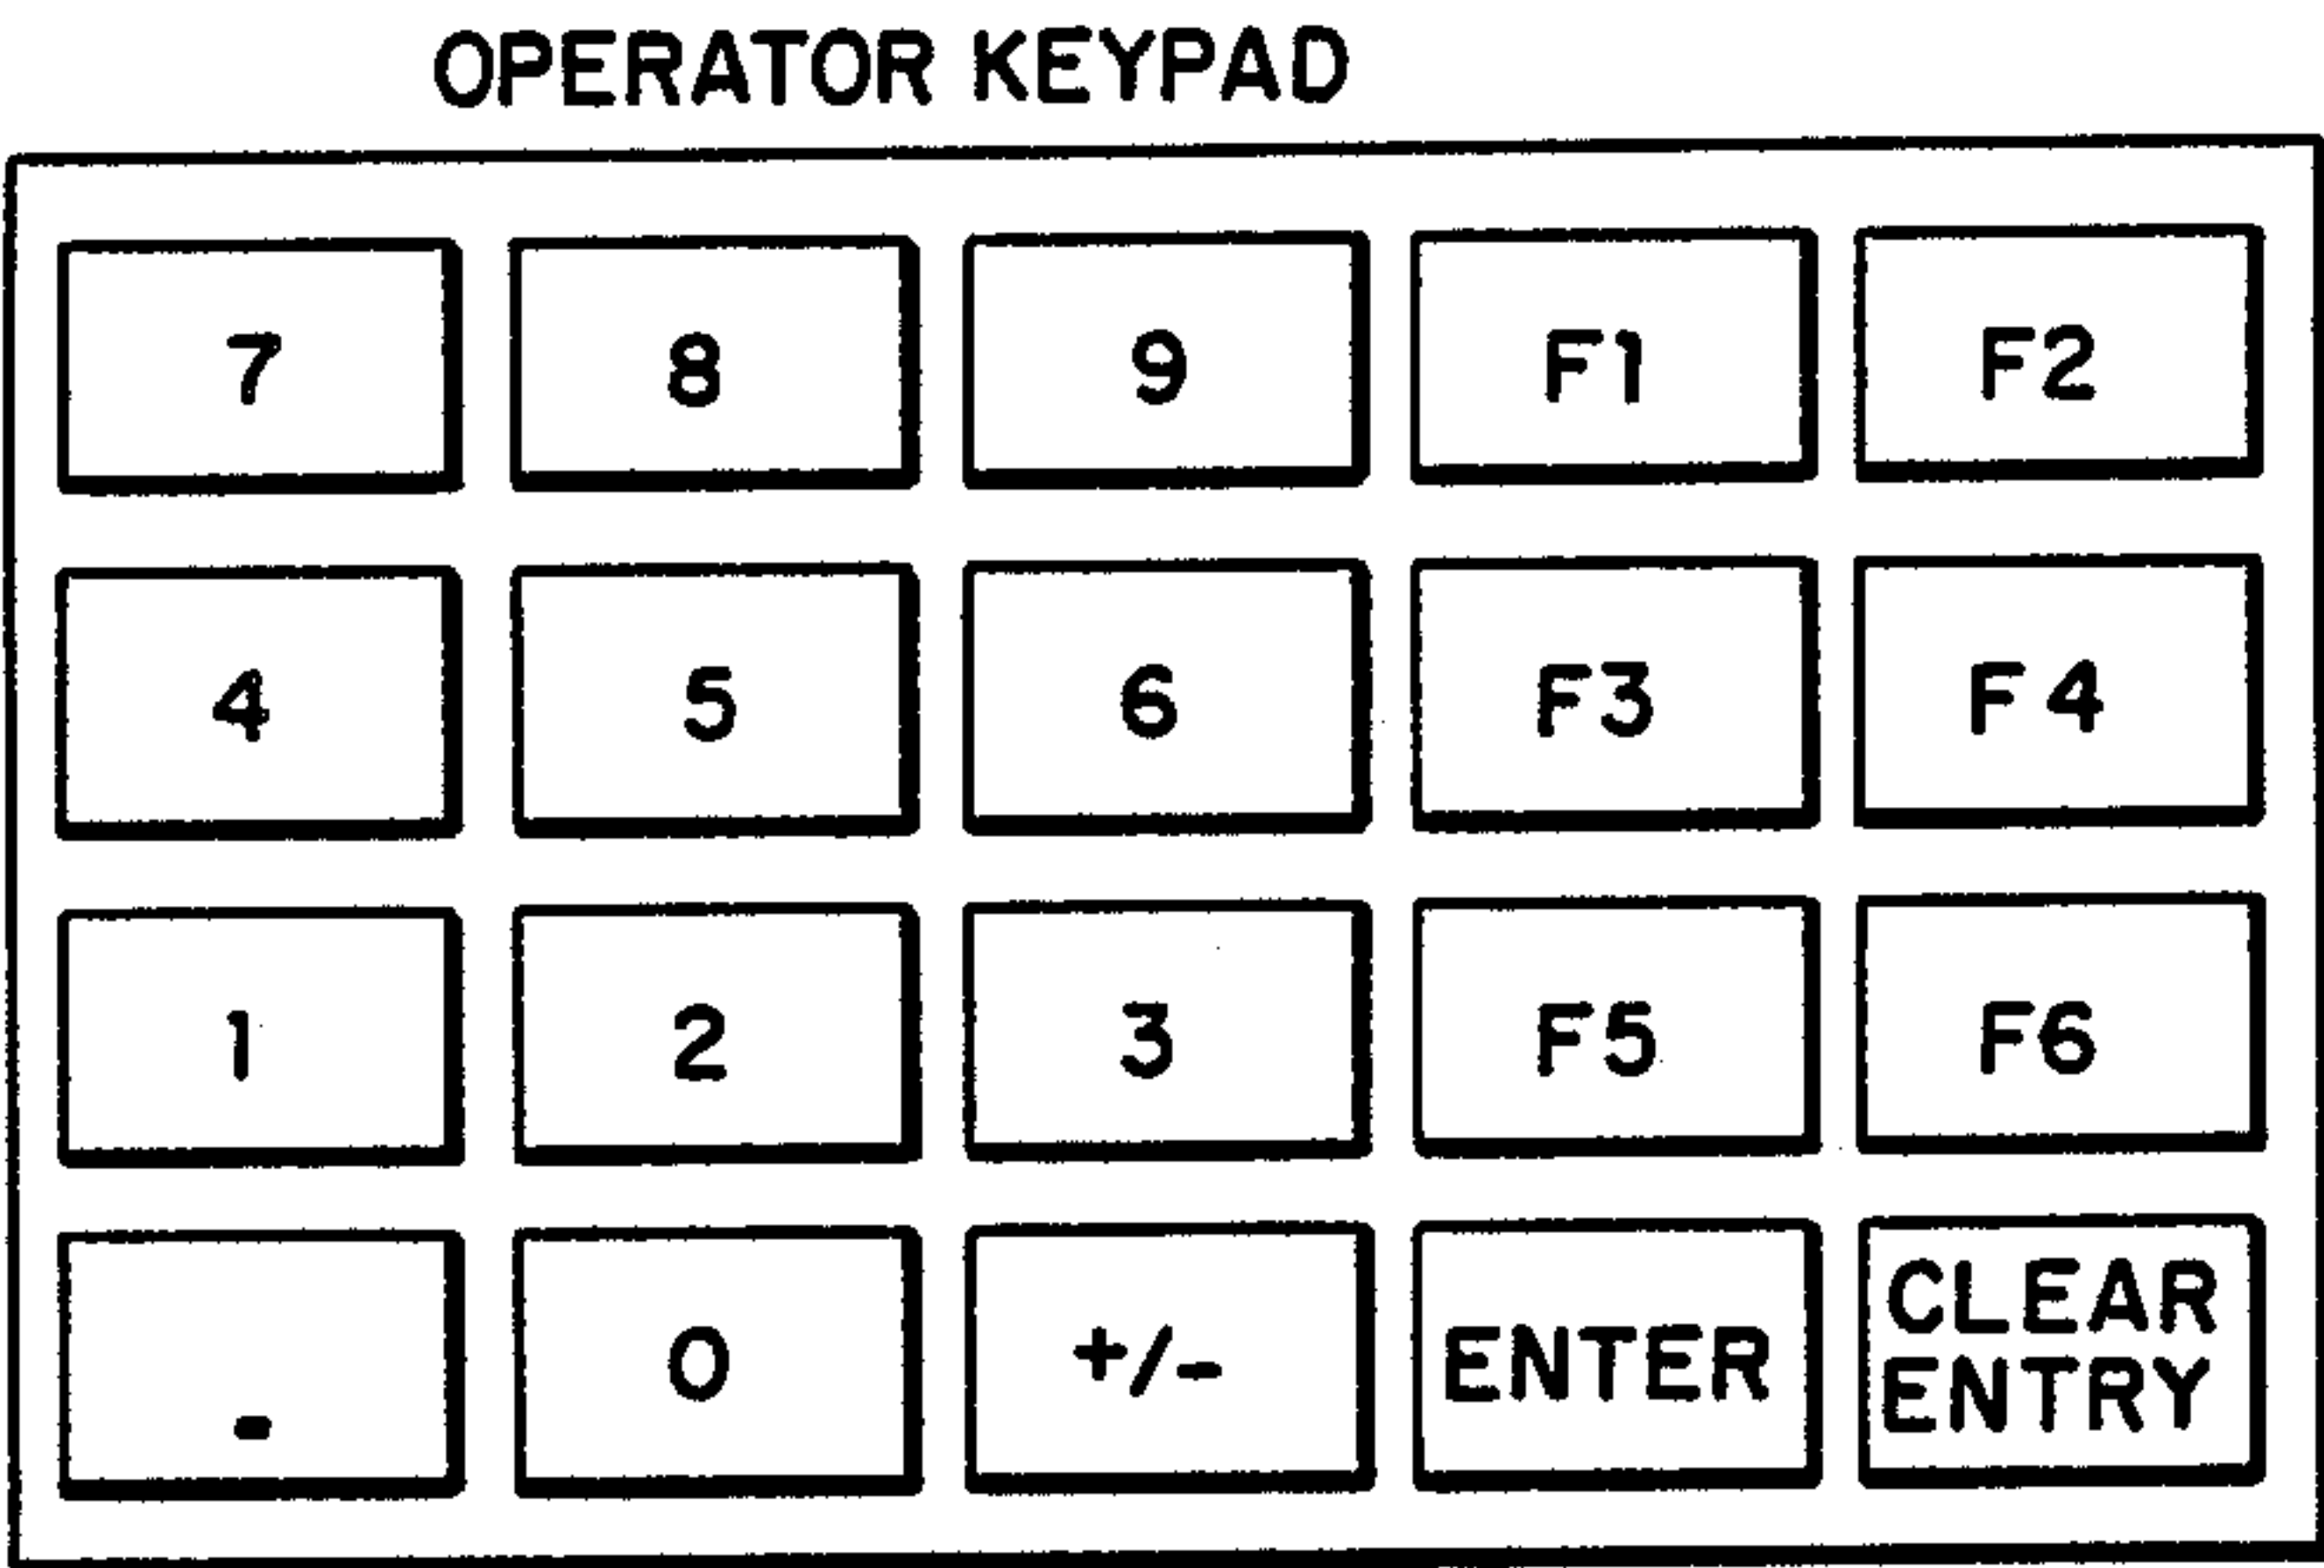 OPERATOR KEYPAD
7 8 9 F1 F2
4 5 6 F3 F4
1 2 3 F5 F6
. 0 +/- ENTER CLEAR ENTRY